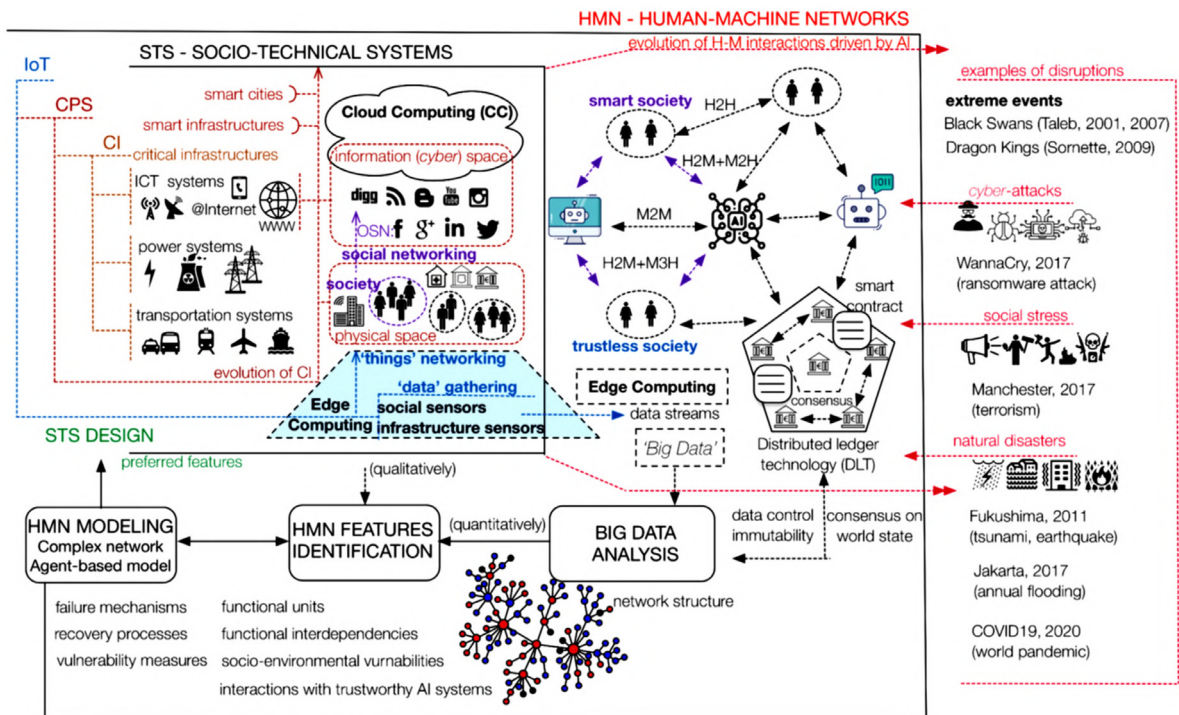 HMN - HUMAN-MACHINE NETWORKS
STS - SOCIO-TECHNICAL SYSTEMS
evolution of H-M interactions driven by AI
IoT
CPS
CI
smart cities
smart infrastructures
critical infrastructures
ICT systems
@Internet
WWW
power systems
transportation systems
evolution of CI
Cloud Computing (CC)
information (cyber) space
digg
You
Tube
OSN:
f
g+
in
social networking
society
physical space
'things' networking
'data' gathering
Edge
Computing
social sensors
infrastructure sensors
smart society
H2H
H2M+M2H
M2M
AI
1011
H2M+M3H
trustless society
smart
contract
consensus
Edge Computing
data streams
'Big Data'
Distributed ledger
technology (DLT)
examples of disruptions
extreme events
Black Swans (Taleb, 2001, 2007)
Dragon Kings (Sornette, 2009)
cyber-attacks
WannaCry, 2017
(ransomware attack)
social stress
Manchester, 2017
(terrorism)
natural disasters
Fukushima, 2011
(tsunami, earthquake)
Jakarta, 2017
(annual flooding)
COVID19, 2020
(world pandemic)
STS DESIGN
preferred features
(qualitatively)
HMN MODELING
Complex network
Agent-based model
HMN FEATURES
IDENTIFICATION
(quantitatively)
BIG DATA
ANALYSIS
data control
immutability
consensus on
world state
network structure
failure mechanisms
recovery processes
vulnerability measures
functional units
functional interdependencies
socio-environmental vurnabilities
interactions with trustworthy AI systems